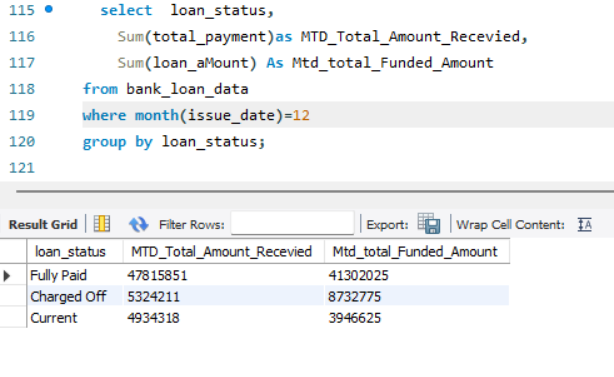 115 select loan_status,
116 Sum(total_payment)as MTD_Total_Amount_Recevied,
117 Sum(loan_aMount) As Mtd_total_Funded_Amount
118 from bank_loan_data
119 where month(issue_date)=12
120 group by loan_status;
121
Result Grid Filter Rows: Export: Wrap Cell Content: IA
loan_status MTD_Total_Amount_Recevied Mtd_total_Funded_Amount
Fully Paid 47815851 41302025
Charged Off 5324211 8732775
Current 4934318 3946625